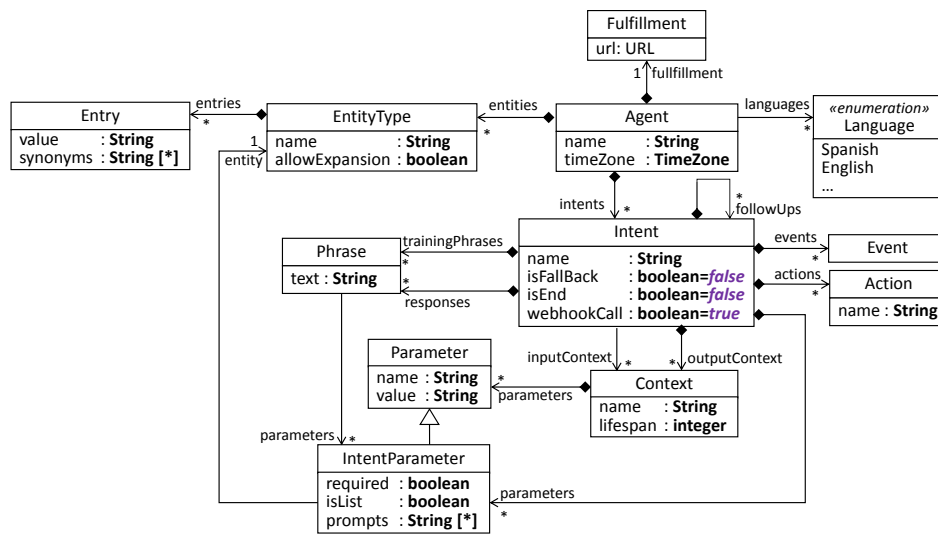 Fulfillment
url: URL
1 fullfillment
entries
*
entities
*
languages
*
Entry
value : String
synonyms : String [*]
EntityType
name : String
allowExpansion : boolean
Agent
name : String
timeZone : TimeZone
«enumeration»
Language
Spanish
English
...
1
entity
intents *
*
followUps
Phrase
text : String
trainingPhrases
*
*
responses
Intent
name : String
isFallBack : boolean=false
isEnd : boolean=false
webhookCall : boolean=true
events
*
Event
actions
*
Action
name : String
inputContext *
* outputContext
Parameter
name : String
value : String
*
parameters
Context
name : String
lifespan : integer
parameters *
IntentParameter
required : boolean
isList : boolean
prompts : String [*]
parameters
*